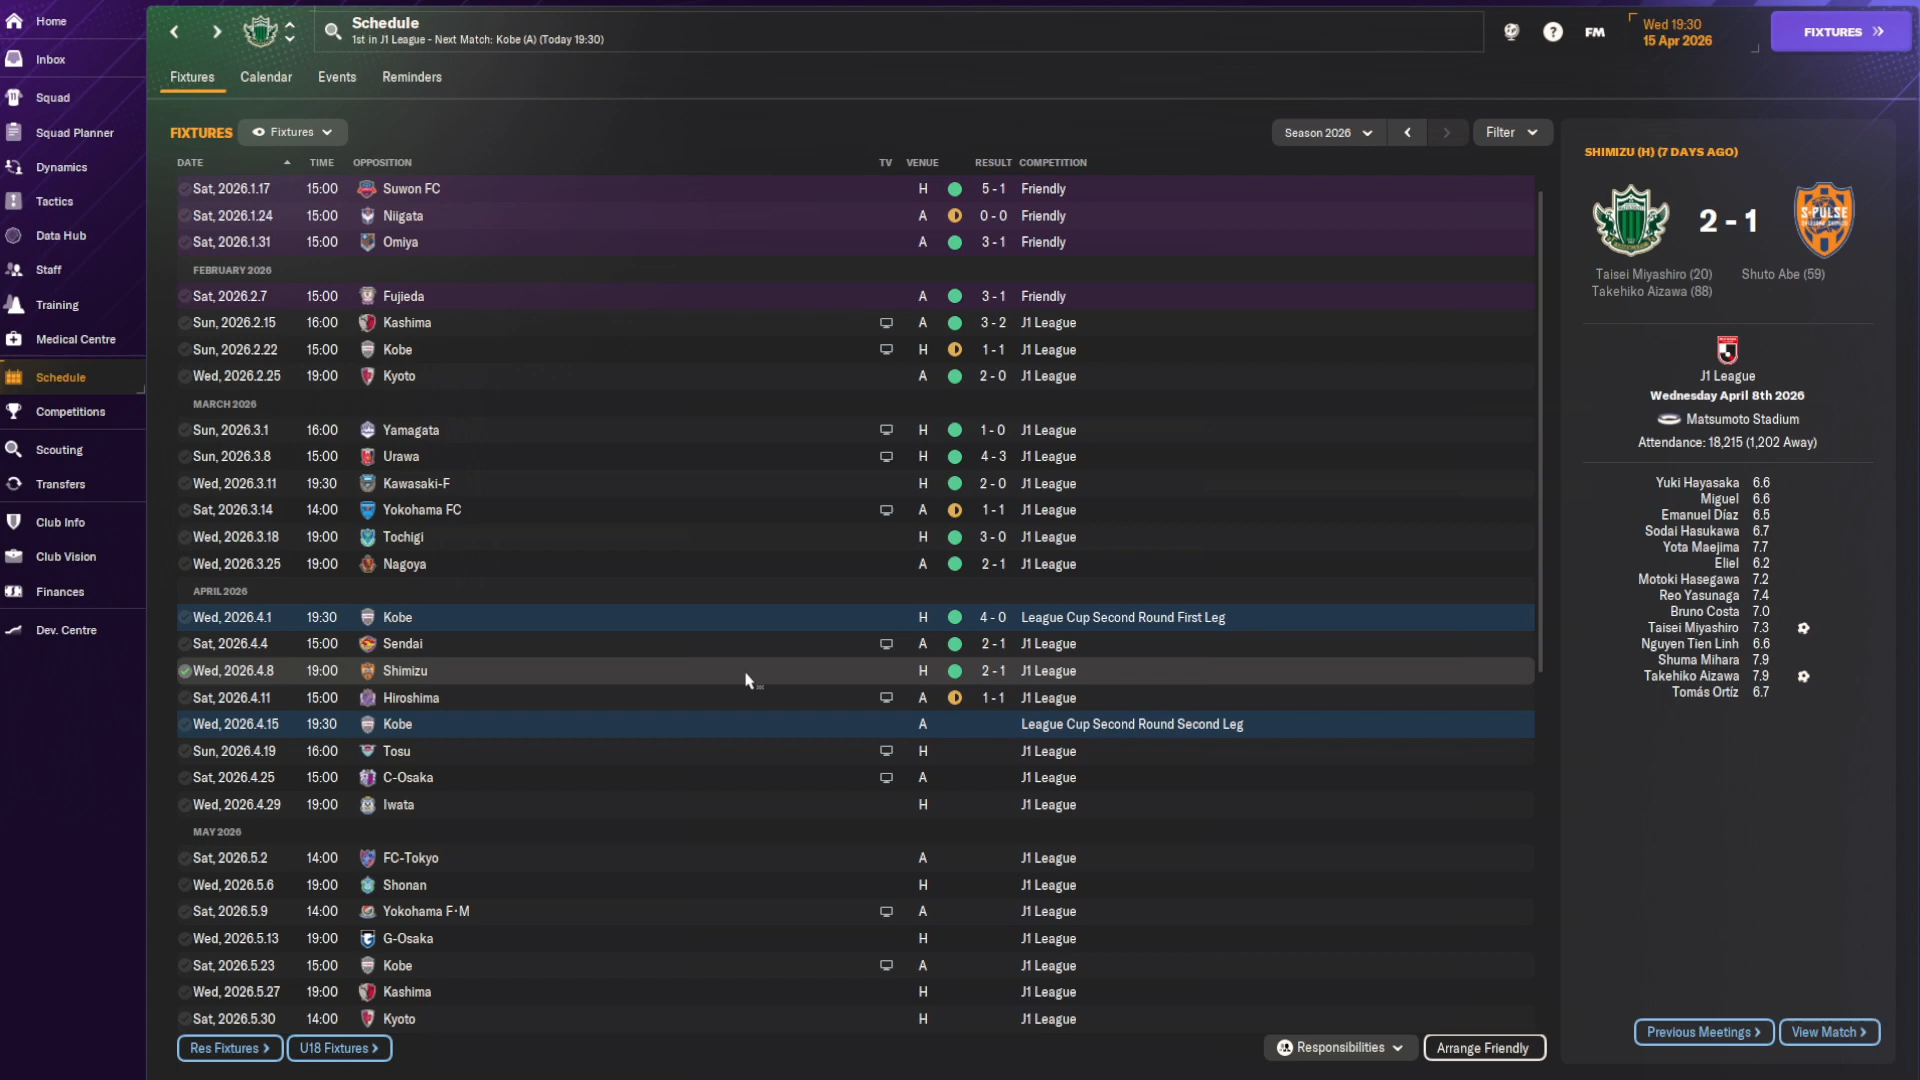 Home
Inbox
Squad
Squad Planner
Dynamics
Tactics
Data Hub
Staff
Training
Medical Centre
Schedule
Competitions
Scouting
Transfers
Club Info
Club Vision
Finances
Dev. Centre
Schedule
1st in J1 League - Next Match: Kobe (A) (Today 19:30)
FM
Wed 19:30
15 Apr 2026
FIXTURES
Fixtures Calendar Events Reminders
FIXTURES Fixtures Season 2026 Filter
DATE TIME OPPOSITION TV VENUE RESULT COMPETITION
Sat, 2026.1.17 15:00 Suwon FC H 5 - 1 Friendly
Sat, 2026.1.24 15:00 Niigata A 0 - 0 Friendly
Sat, 2026.1.31 15:00 Omiya A 3 - 1 Friendly
FEBRUARY 2026
Sat, 2026.2.7 15:00 Fujieda A 3 - 1 Friendly
Sun, 2026.2.15 16:00 Kashima A 3 - 2 J1 League
Sun, 2026.2.22 15:00 Kobe H 1 - 1 J1 League
Wed, 2026.2.25 19:00 Kyoto A 2 - 0 J1 League
MARCH 2026
Sun, 2026.3.1 16:00 Yamagata H 1 - 0 J1 League
Sun, 2026.3.8 15:00 Urawa H 4 - 3 J1 League
Wed, 2026.3.11 19:30 Kawasaki-F H 2 - 0 J1 League
Sat, 2026.3.14 14:00 Yokohama FC A 1 - 1 J1 League
Wed, 2026.3.18 19:00 Tochigi H 3 - 0 J1 League
Wed, 2026.3.25 19:00 Nagoya A 2 - 1 J1 League
APRIL 2026
Wed, 2026.4.1 19:30 Kobe H 4 - 0 League Cup Second Round First Leg
Sat, 2026.4.4 15:00 Sendai A 2 - 1 J1 League
Wed, 2026.4.8 19:00 Shimizu H 2 - 1 J1 League
Sat, 2026.4.11 15:00 Hiroshima A 1 - 1 J1 League
Wed, 2026.4.15 19:30 Kobe A League Cup Second Round Second Leg
Sun, 2026.4.19 16:00 Tosu H J1 League
Sat, 2026.4.25 15:00 C-Osaka A J1 League
Wed, 2026.4.29 19:00 Iwata H J1 League
MAY 2026
Sat, 2026.5.2 14:00 FC-Tokyo A J1 League
Wed, 2026.5.6 19:00 Shonan H J1 League
Sat, 2026.5.9 14:00 Yokohama F·M A J1 League
Wed, 2026.5.13 19:00 G-Osaka H J1 League
Sat, 2026.5.23 15:00 Kobe A J1 League
Wed, 2026.5.27 19:00 Kashima H J1 League
Sat, 2026.5.30 14:00 Kyoto H J1 League
Res Fixtures U18 Fixtures Responsibilities Arrange Friendly
SHIMIZU (H) (7 DAYS AGO)
2 - 1
S-PULSE
Taisei Miyashiro (20) Shuto Abe (59)
Takehiko Aizawa (88)
J1 League
Wednesday April 8th 2026
Matsumoto Stadium
Attendance: 18,215 (1,202 Away)
Yuki Hayasaka 6.6
Miguel 6.6
Emanuel Díaz 6.5
Sodai Hasukawa 6.7
Yota Maejima 7.7
Eliel 6.2
Motoki Hasegawa 7.2
Reo Yasunaga 7.4
Bruno Costa 7.0
Taisei Miyashiro 7.3
Nguyen Tien Linh 6.6
Shuma Mihara 7.9
Takehiko Aizawa 7.9
Tomás Ortíz 6.7
Previous Meetings View Match